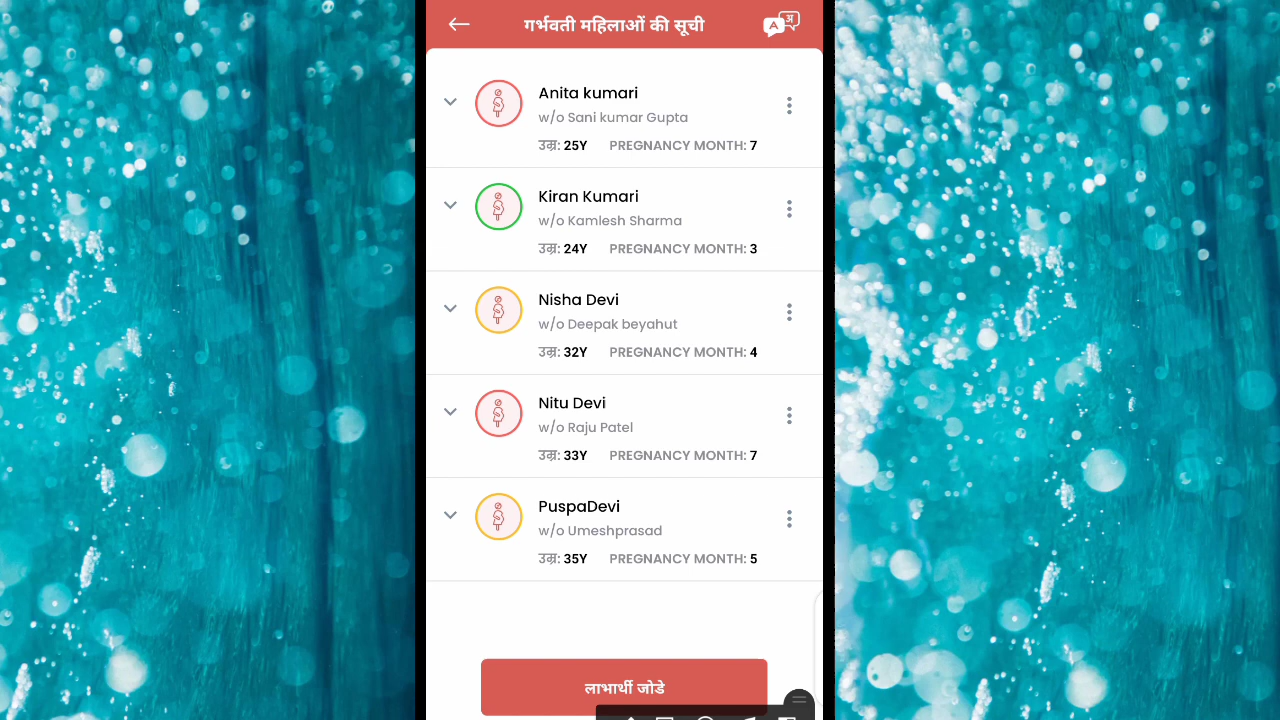 गर्भवती महिलाओं की सूची
A अ
Anita kumari
w/o Sani kumar Gupta
उम्र: 25Y PREGNANCY MONTH: 7
Kiran Kumari
w/o Kamlesh Sharma
उम्र: 24Y PREGNANCY MONTH: 3
Nisha Devi
w/o Deepak beyahut
उम्र: 32Y PREGNANCY MONTH: 4
Nitu Devi
w/o Raju Patel
उम्र: 33Y PREGNANCY MONTH: 7
PuspaDevi
w/o Umeshprasad
उम्र: 35Y PREGNANCY MONTH: 5
लाभार्थी जोडे